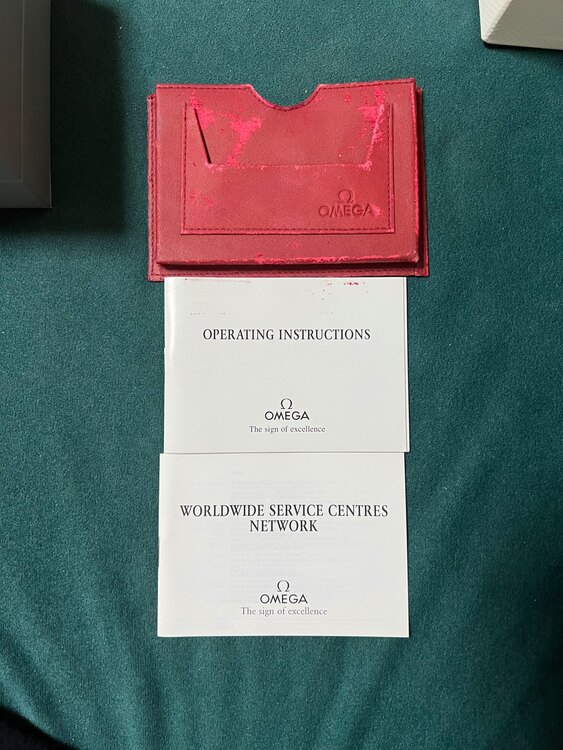 OMEGA
OPERATING INSTRUCTIONS
Ω
OMEGA
The sign of excellence
WORLDWIDE SERVICE CENTRES
NETWORK
Ω
OMEGA
The sign of excellence